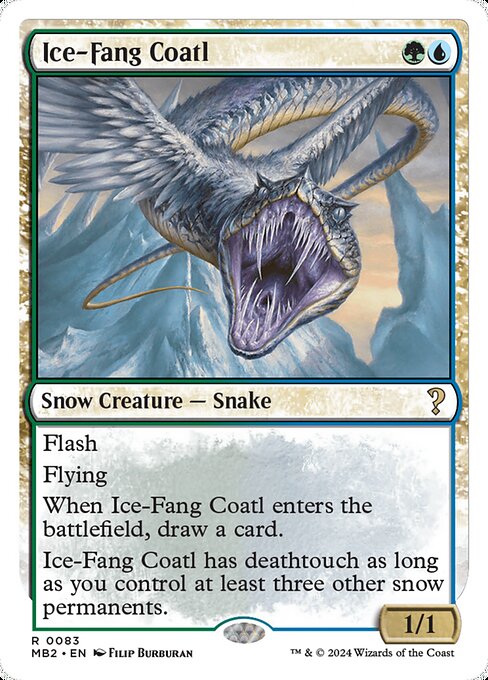 Ice-Fang Coatl
Snow Creature — Snake
Flash
Flying
When Ice-Fang Coatl enters the
battlefield, draw a card.
Ice-Fang Coatl has deathtouch as long
as you control at least three other snow
permanents.
1/1
R 0083
MB2 • EN Filip Burburan
™ & © 2024 Wizards of the Coast